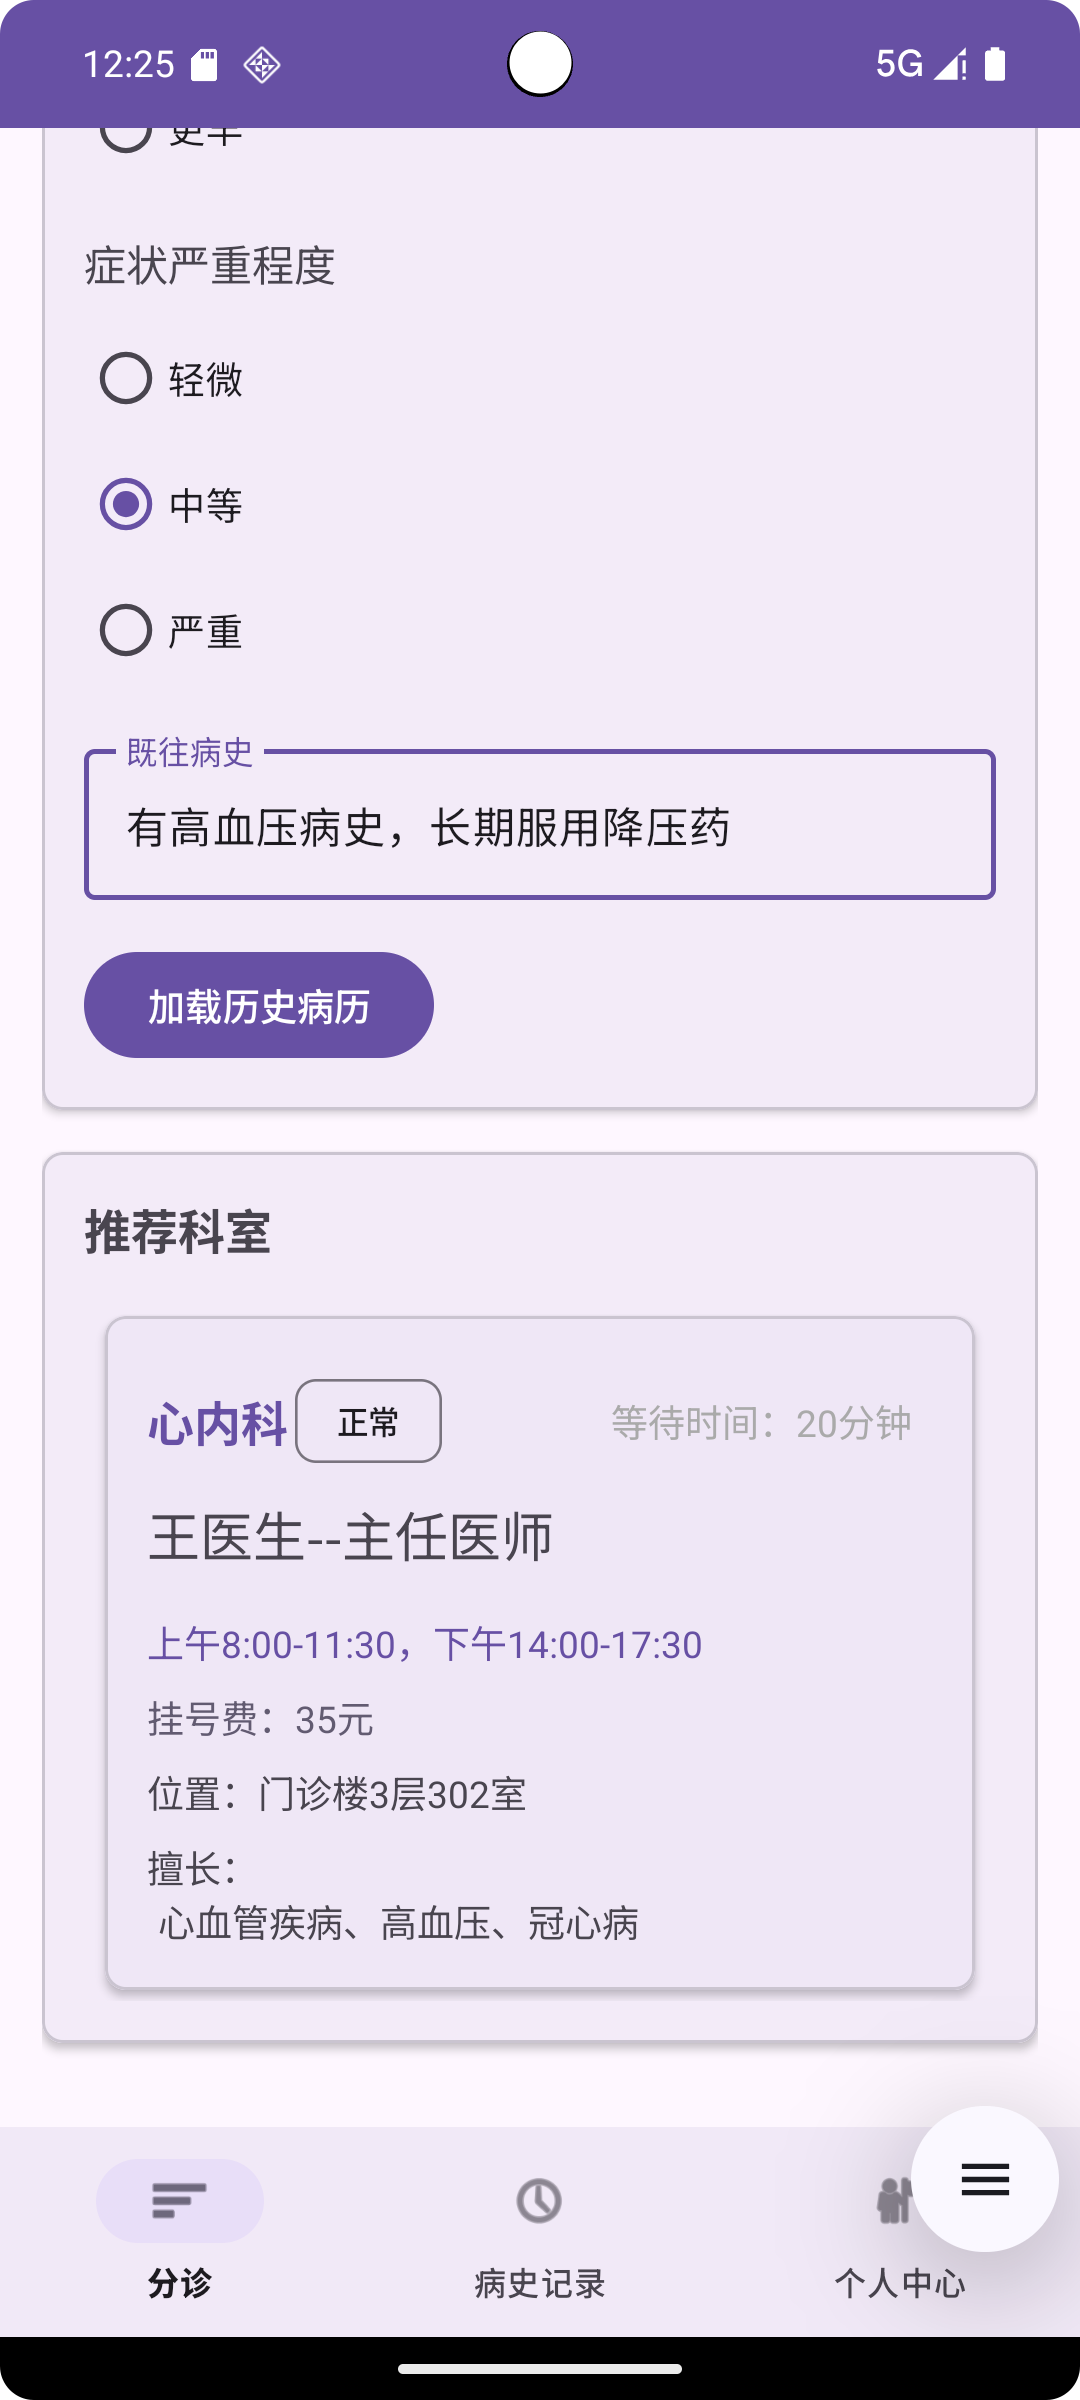 12:25
5G
更早
症状严重程度
轻微
中等
严重
既往病史
有高血压病史，长期服用降压药
加载历史病历
推荐科室
心内科 正常 等待时间：20分钟
王医生--主任医师
上午8:00-11:30，下午14:00-17:30
挂号费：35元
位置：门诊楼3层302室
擅长：
心血管疾病、高血压、冠心病
分诊
病史记录
个人中心